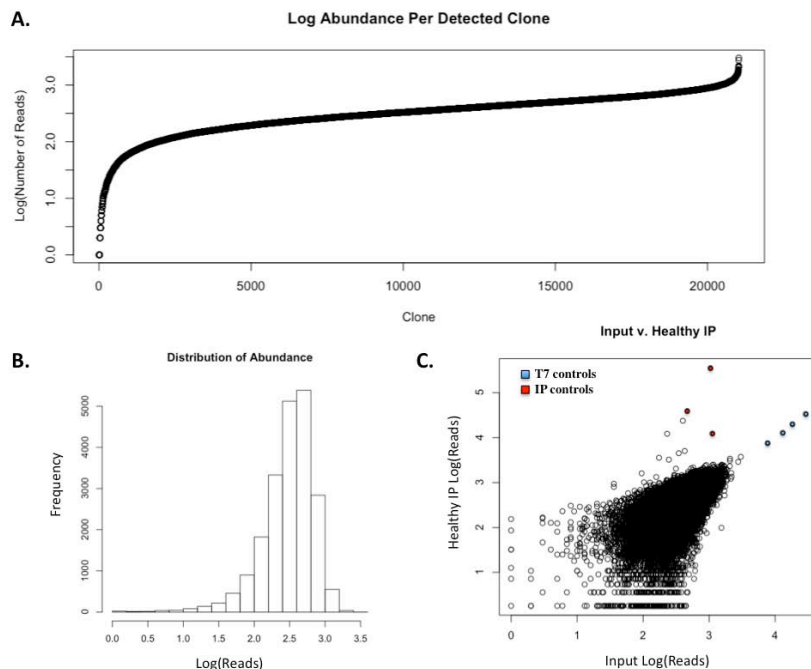 A.
Log Abundance Per Detected Clone
Log(Number of Reads)
3.0
2.0
1.0
0.0
0 5000 10000 15000 20000
Clone
B.
Distribution of Abundance
Frequency
5000
4000
3000
2000
1000
0
0.0 0.5 1.0 1.5 2.0 2.5 3.0 3.5
Log(Reads)
C.
Input v. Healthy IP
T7 controls
IP controls
Healthy IP Log(Reads)
5
4
3
2
1
0 1 2 3 4
Input Log(Reads)